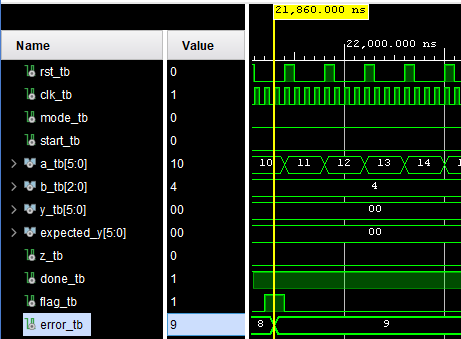 21,860.000 ns
Name Value 22,000.000 ns
rst_tb 0
clk_tb 1
mode_tb 0
start_tb 0
a_tb[5:0] 10 10 11 12 13 14
b_tb[2:0] 4 4
y_tb[5:0] 00 00
expected_y[5:0] 00 00
z_tb 0
done_tb 1
flag_tb 1
error_tb 9 8 9